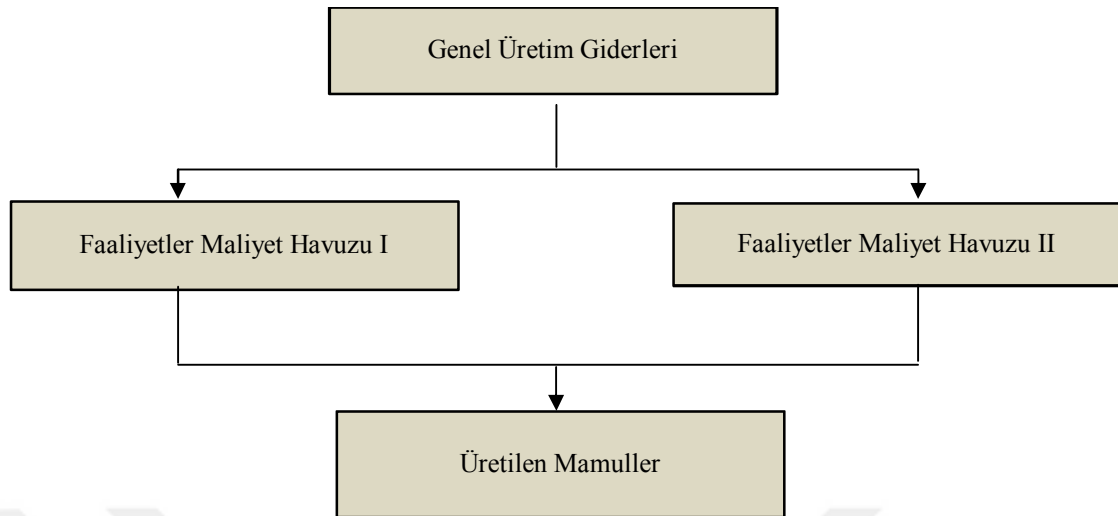 Genel Üretim Giderleri
Faaliyetler Maliyet Havuzu I
Faaliyetler Maliyet Havuzu II
Üretilen Mamuller